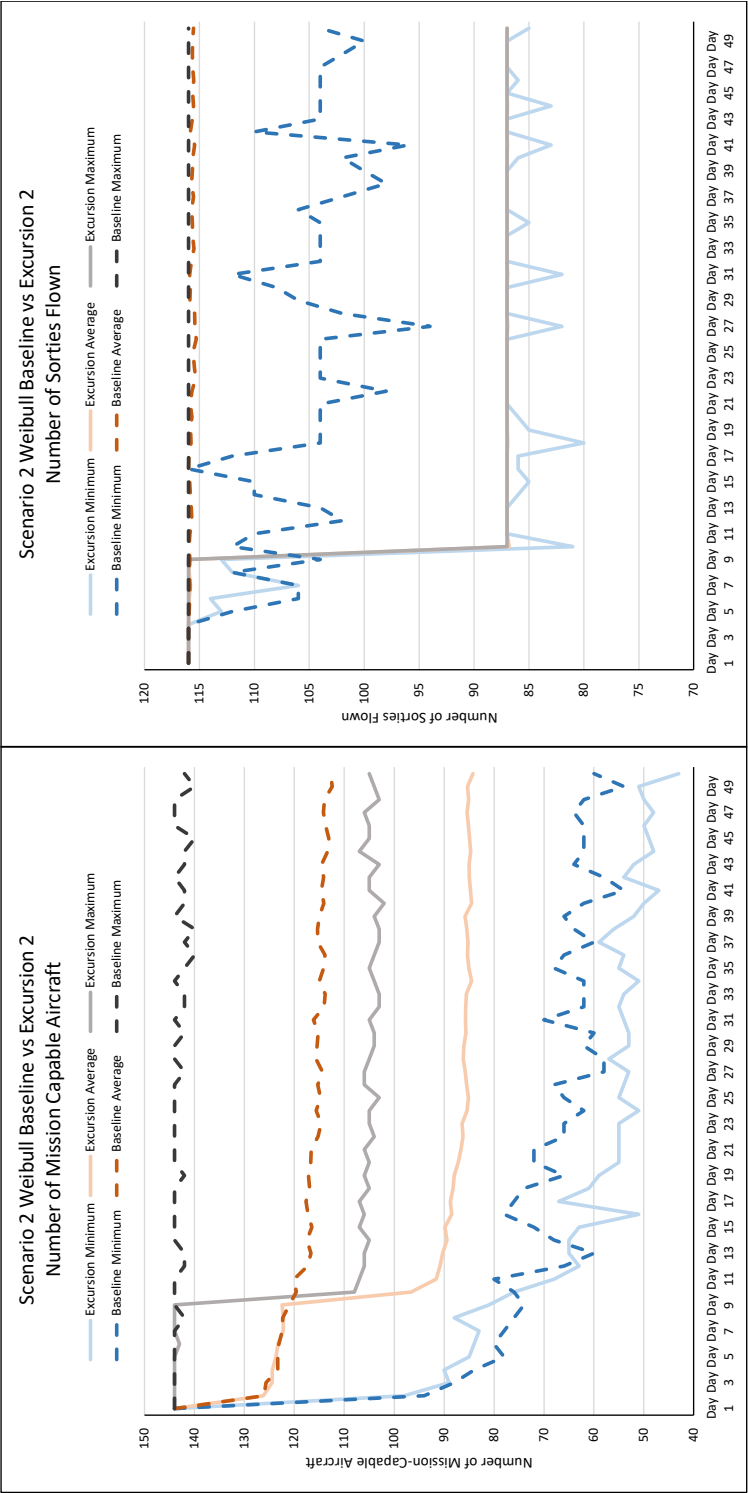 Scenario 2 Weibull Baseline vs Excursion 2
Number of Mission Capable Aircraft
Excursion Minimum Excursion Average Excursion Maximum
Baseline Minimum Baseline Average Baseline Maximum
Number of Mission-Capable Aircraft
150
140
130
120
110
100
90
80
70
60
50
40
Day Day Day Day Day Day Day Day Day Day Day Day Day Day Day Day Day Day Day Day Day Day Day Day Day
1 3 5 7 9 11 13 15 17 19 21 23 25 27 29 31 33 35 37 39 41 43 45 47 49
Scenario 2 Weibull Baseline vs Excursion 2
Number of Sorties Flown
Excursion Minimum Excursion Average Excursion Maximum
Baseline Minimum Baseline Average Baseline Maximum
Number of Sorties Flown
120
115
110
105
100
95
90
85
80
75
70
Day Day Day Day Day Day Day Day Day Day Day Day Day Day Day Day Day Day Day Day Day Day Day Day Day
1 3 5 7 9 11 13 15 17 19 21 23 25 27 29 31 33 35 37 39 41 43 45 47 49